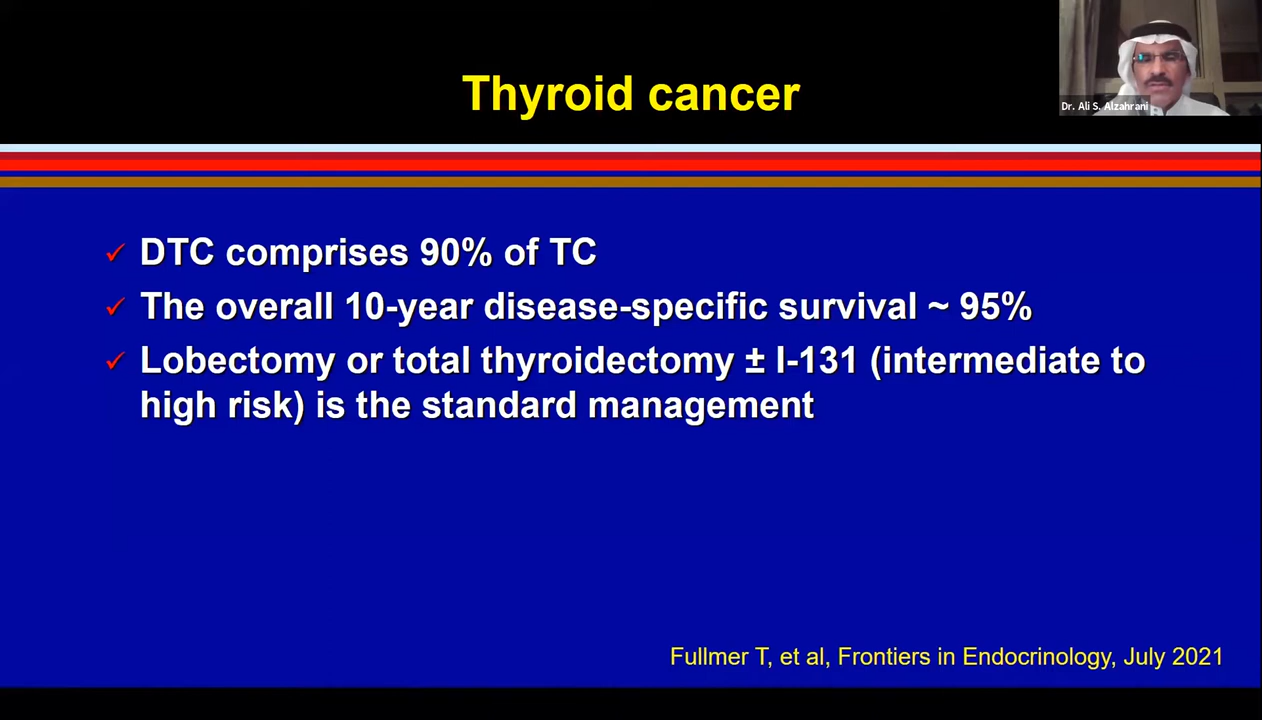 Thyroid cancer
Dr. Ali S. Alzahrani
✓ DTC comprises 90% of TC
✓ The overall 10-year disease-specific survival ~ 95%
✓ Lobectomy or total thyroidectomy ± I-131 (intermediate to
high risk) is the standard management
Fullmer T, et al, Frontiers in Endocrinology, July 2021